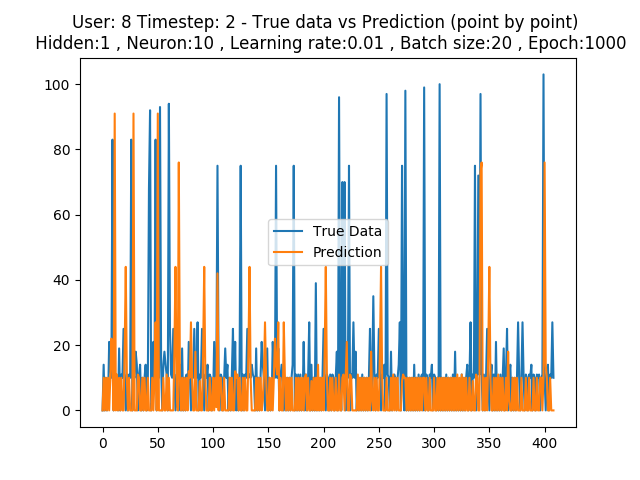 User: 8 Timestep: 2 - True data vs Prediction (point by point)
Hidden:1 , Neuron:10 , Learning rate:0.01 , Batch size:20 , Epoch:1000
100
80
60
40
20
0
True Data
Prediction
0 50 100 150 200 250 300 350 400